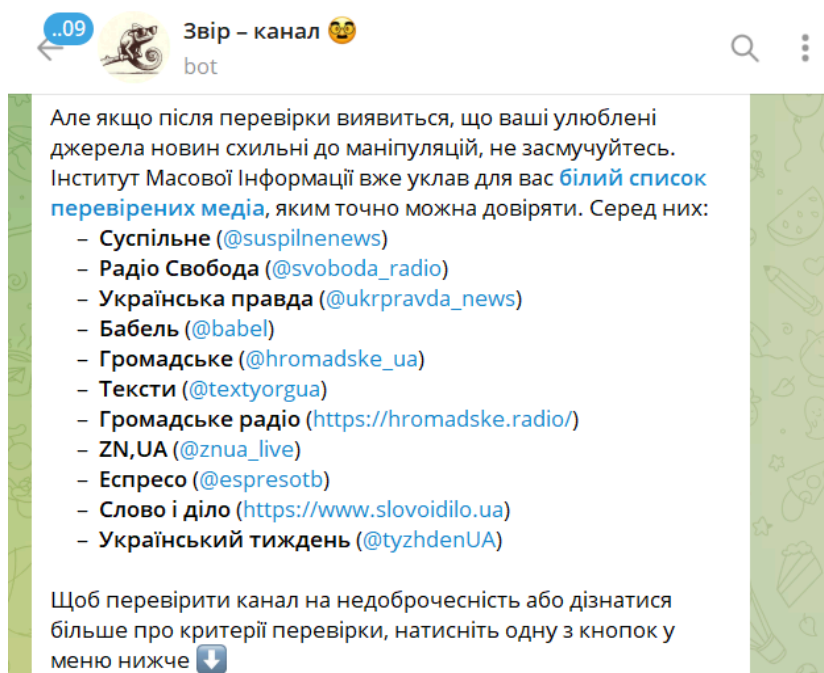 ..09
Звір – канал 🥸
bot
Але якщо після перевірки виявиться, що ваші улюблені
джерела новин схильні до маніпуляцій, не засмучуйтесь.
Інститут Масової Інформації вже уклав для вас білий список
перевірених медіа, яким точно можна довіряти. Серед них:
– Суспільне (@suspilnenews)
– Радіо Свобода (@svoboda_radio)
– Українська правда (@ukrpravda_news)
– Бабель (@babel)
– Громадське (@hromadske_ua)
– Тексти (@textyorgua)
– Громадське радіо (https://hromadske.radio/)
– ZN,UA (@znua_live)
– Еспресо (@espresotb)
– Слово і діло (https://www.slovoidilo.ua)
– Український тиждень (@tyzhdenUA)
Щоб перевірити канал на недоброчесність або дізнатися
більше про критерії перевірки, натисніть одну з кнопок у
меню нижче ⬇️